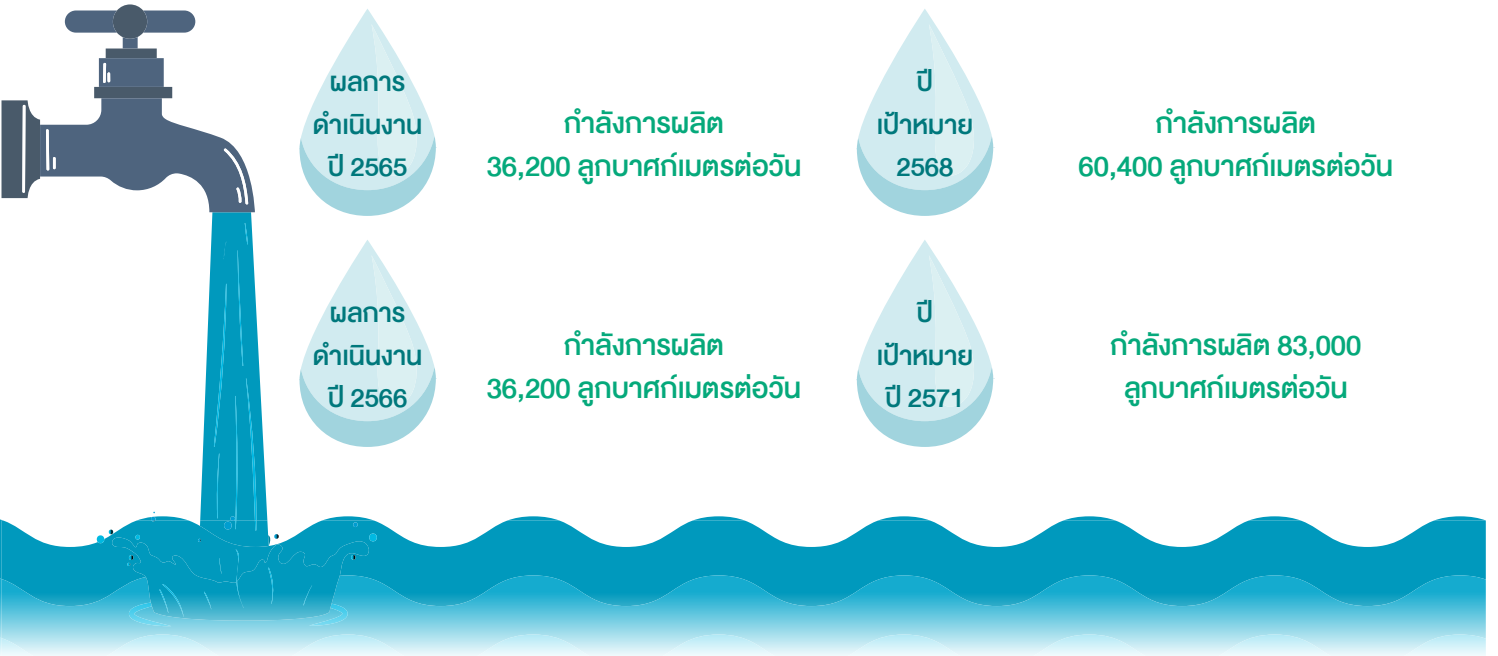 ผลการ
ดำเนินงาน
ปี 2565
กำลังการผลิต
36,200 ลูกบาศก์เมตรต่อวัน
ปี
เป้าหมาย
2568
กำลังการผลิต
60,400 ลูกบาศก์เมตรต่อวัน
ผลการ
ดำเนินงาน
ปี 2566
กำลังการผลิต
36,200 ลูกบาศก์เมตรต่อวัน
ปี
เป้าหมาย
ปี 2571
กำลังการผลิต 83,000
ลูกบาศก์เมตรต่อวัน